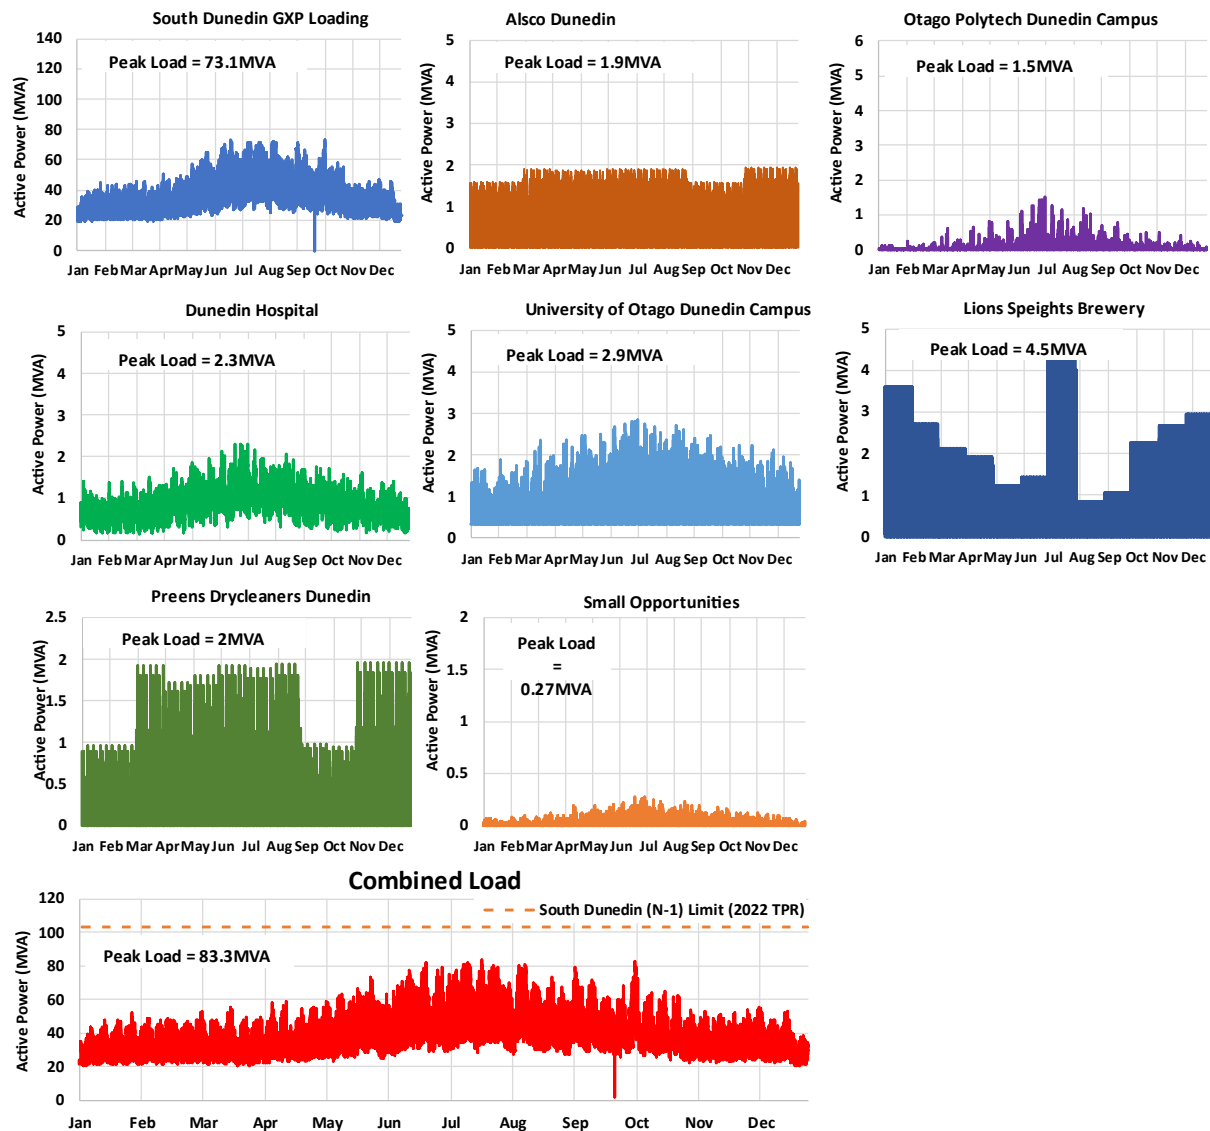 South Dunedin GXP Loading
Peak Load = 73.1MVA
Active Power (MVA)
140
120
100
80
60
40
20
0
Jan Feb Mar Apr May Jun Jul Aug Sep Oct Nov Dec
Alsco Dunedin
Peak Load = 1.9MVA
Active Power (MVA)
5
4
3
2
1
0
Jan Feb Mar Apr May Jun Jul Aug Sep Oct Nov Dec
Otago Polytech Dunedin Campus
Peak Load = 1.5MVA
Active Power (MVA)
6
5
4
3
2
1
0
Jan Feb Mar Apr May Jun Jul Aug Sep Oct Nov Dec
Dunedin Hospital
Peak Load = 2.3MVA
Active Power (MVA)
5
4
3
2
1
0
Jan Feb Mar Apr May Jun Jul Aug Sep Oct Nov Dec
University of Otago Dunedin Campus
Peak Load = 2.9MVA
Active Power (MVA)
5
4
3
2
1
0
Jan Feb Mar Apr May Jun Jul Aug Sep Oct Nov Dec
Lions Speights Brewery
Peak Load = 4.5MVA
Active Power (MVA)
5
4
3
2
1
0
Jan Feb Mar Apr May Jun Jul Aug Sep Oct Nov Dec
Preens Drycleaners Dunedin
Peak Load = 2MVA
Active Power (MVA)
2.5
2
1.5
1
0.5
0
Jan Feb Mar Apr May Jun Jul Aug Sep Oct Nov Dec
Small Opportunities
Peak Load
=
0.27MVA
Active Power (MVA)
2
1.5
1
0.5
0
Jan Feb Mar Apr May Jun Jul Aug Sep Oct Nov Dec
Combined Load
South Dunedin (N-1) Limit (2022 TPR)
Peak Load = 83.3MVA
Active Power (MVA)
120
100
80
60
40
20
0
Jan Feb Mar Apr May Jun Jul Aug Sep Oct Nov Dec